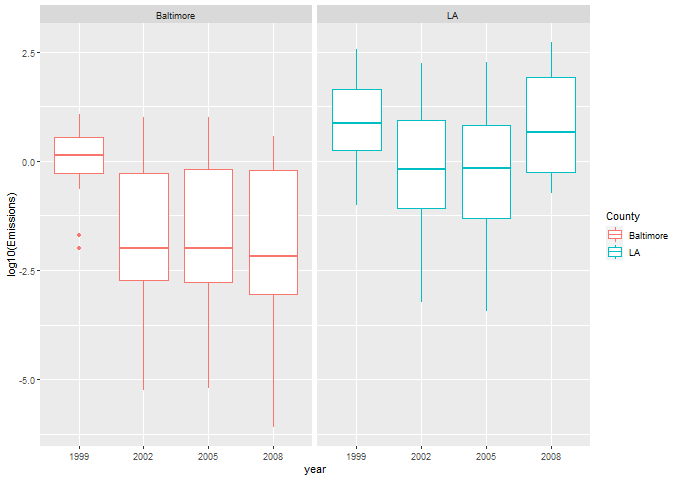 Baltimore LA
log10(Emissions)
2.5
0.0
-2.5
-5.0
1999 2002 2005 2008 1999 2002 2005 2008
year
County
Baltimore
LA